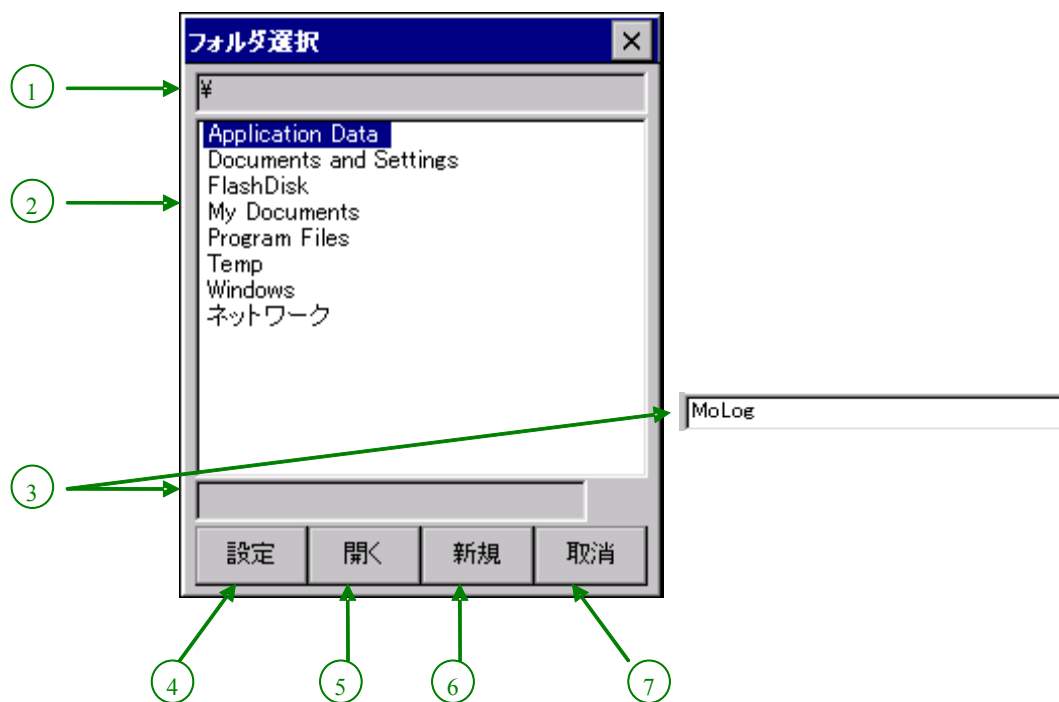 フォルダ選択
1
¥
Application Data
Documents and Settings
FlashDisk
2
My Documents
Program Files
Temp
Windows
ネットワーク
MoLog
3
設定
開く
新規
取消
4
5
6
7